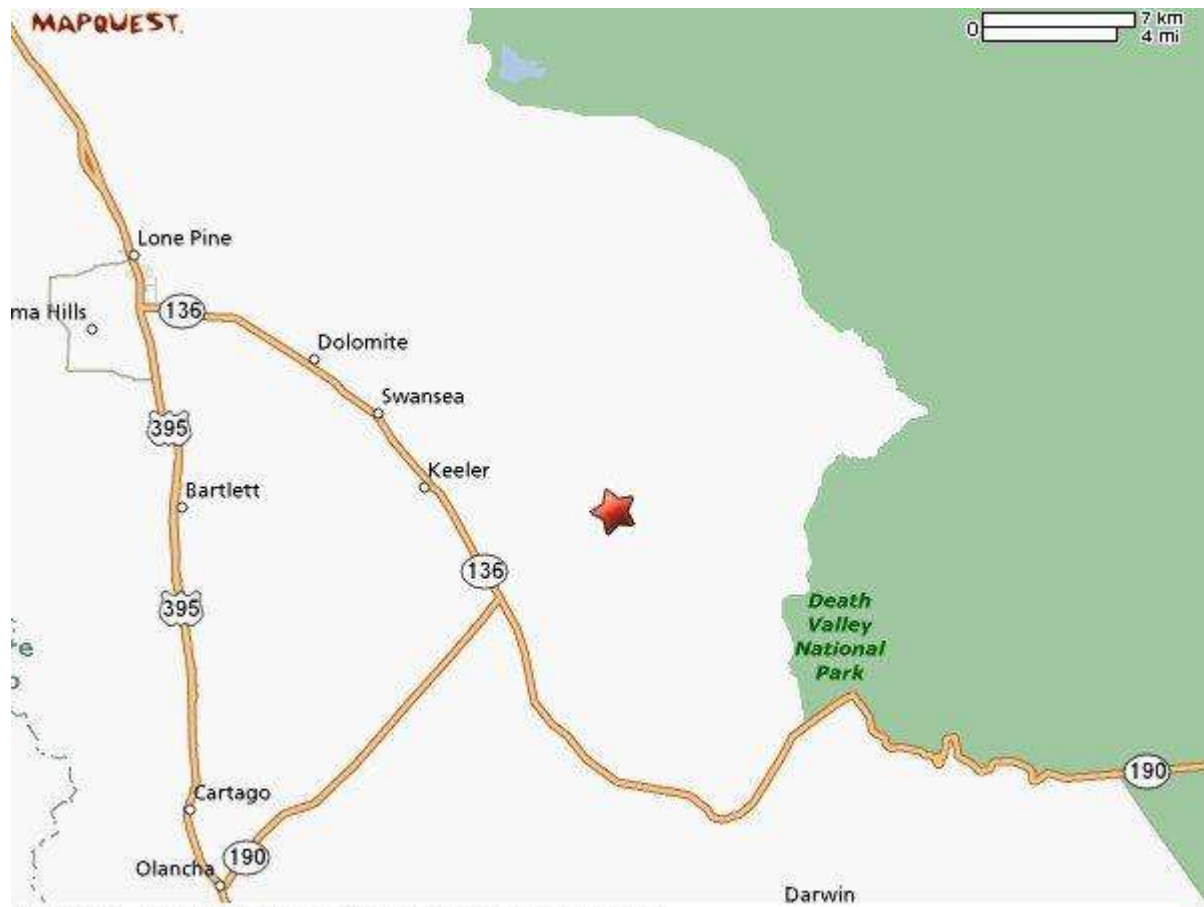 MAPQUEST.
0
7 km
4 mi
Lone Pine
ma Hills
136
Dolomite
Swansea
395
Keeler
Bartlett
136
395
Death
Valley
National
Park
re
190
Cartago
190
Olancha
Darwin